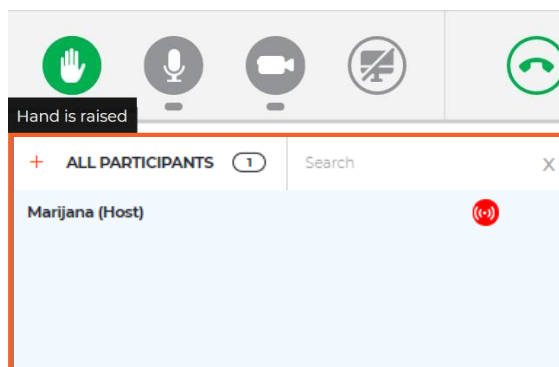 Hand is raised
+ ALL PARTICIPANTS 1 Search X
Marijana (Host)